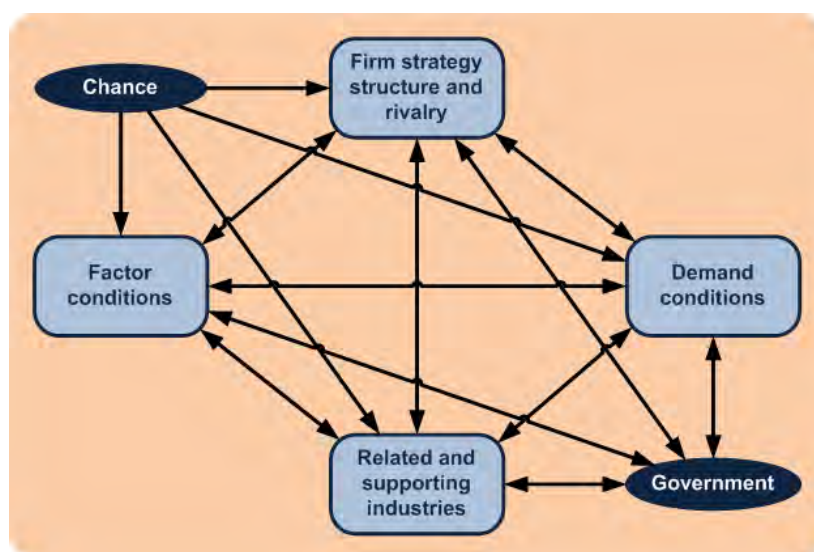 Firm strategy
structure and
rivalry
Chance
Factor
conditions
Demand
conditions
Related and
supporting
industries
Government